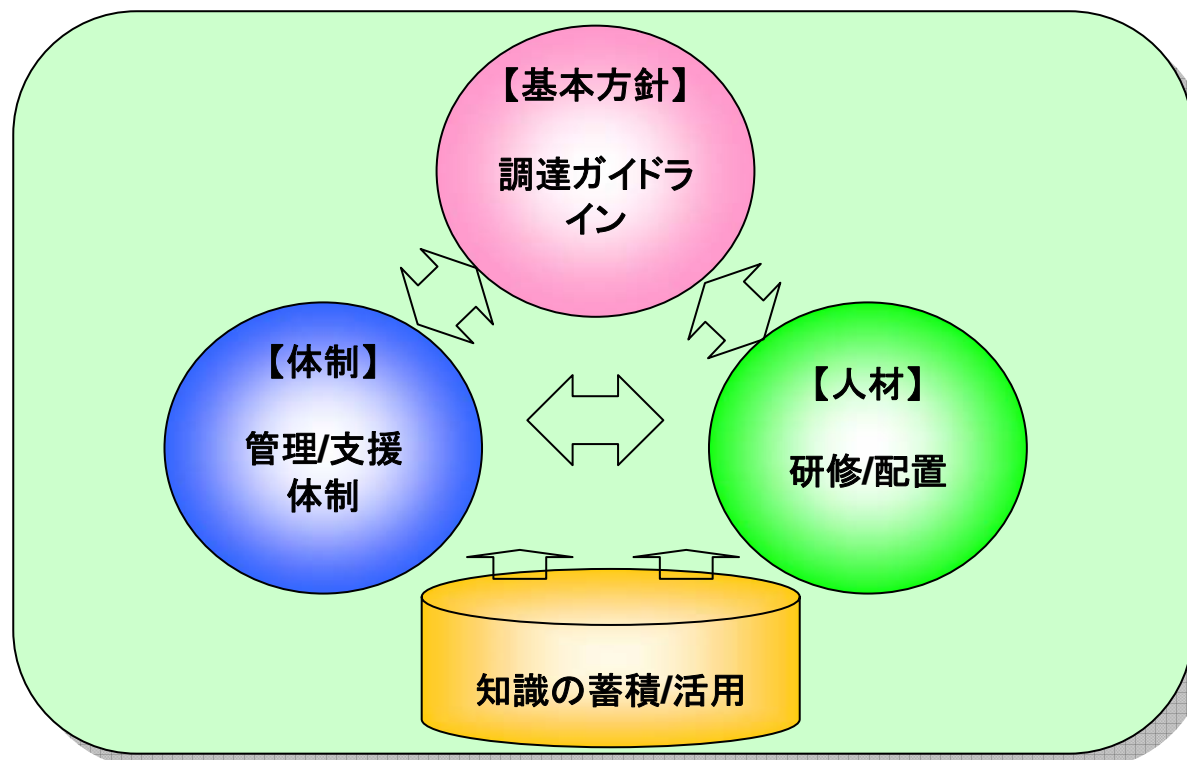 【基本方針】
調達ガイドラ
イン
【体制】
管理/支援
体制
【人材】
研修/配置
知識の蓄積/活用